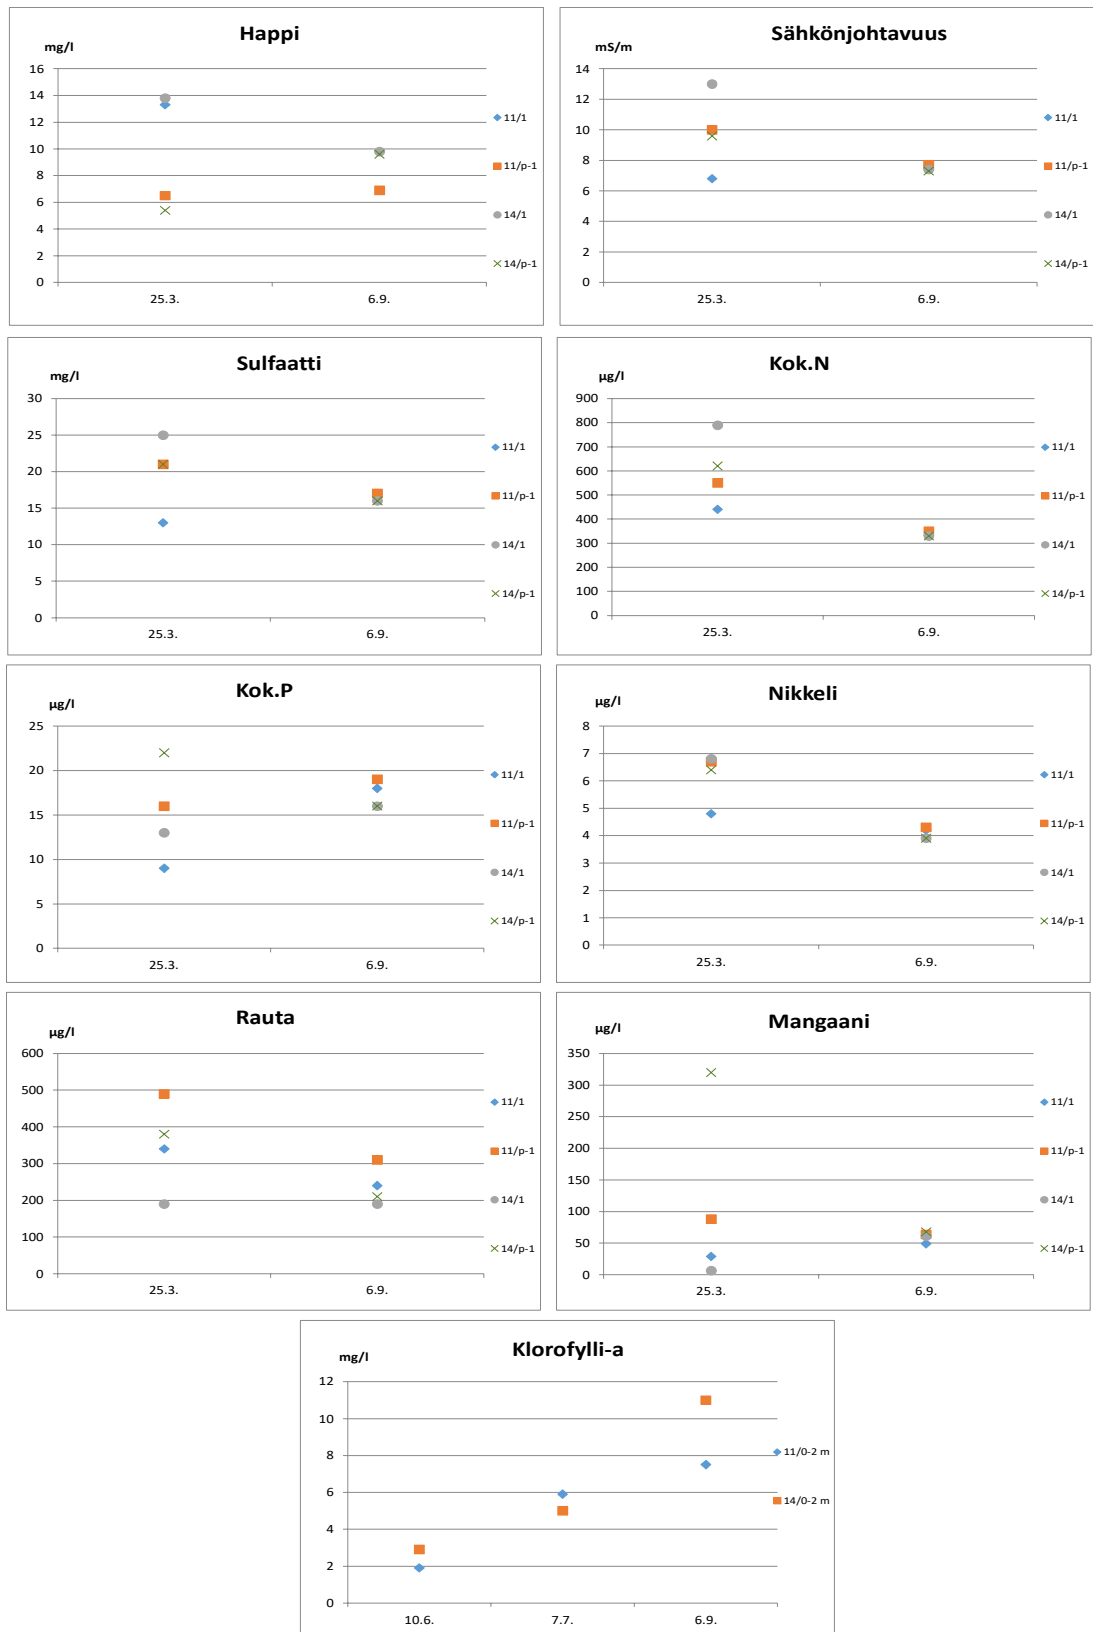 Happi
mg/l
16
14
12
10
8
6
4
2
0
25.3.
6.9.
11/1
11/p-1
14/1
14/p-1
Sähkönjohtavuus
mS/m
14
12
10
8
6
4
2
0
25.3.
6.9.
11/1
11/p-1
14/1
14/p-1
Sulfaatti
mg/l
30
25
20
15
10
5
0
25.3.
6.9.
11/1
11/p-1
14/1
14/p-1
Kok.N
µg/l
900
800
700
600
500
400
300
200
100
0
25.3.
6.9.
11/1
11/p-1
14/1
14/p-1
Kok.P
µg/l
25
20
15
10
5
0
25.3.
6.9.
11/1
11/p-1
14/1
14/p-1
Nikkeli
µg/l
8
7
6
5
4
3
2
1
0
25.3.
6.9.
11/1
11/p-1
14/1
14/p-1
Rauta
µg/l
600
500
400
300
200
100
0
25.3.
6.9.
11/1
11/p-1
14/1
14/p-1
Mangaani
µg/l
350
300
250
200
150
100
50
0
25.3.
6.9.
11/1
11/p-1
14/1
14/p-1
Klorofylli-a
mg/l
12
10
8
6
4
2
0
10.6.
7.7.
6.9.
11/0-2 m
14/0-2 m